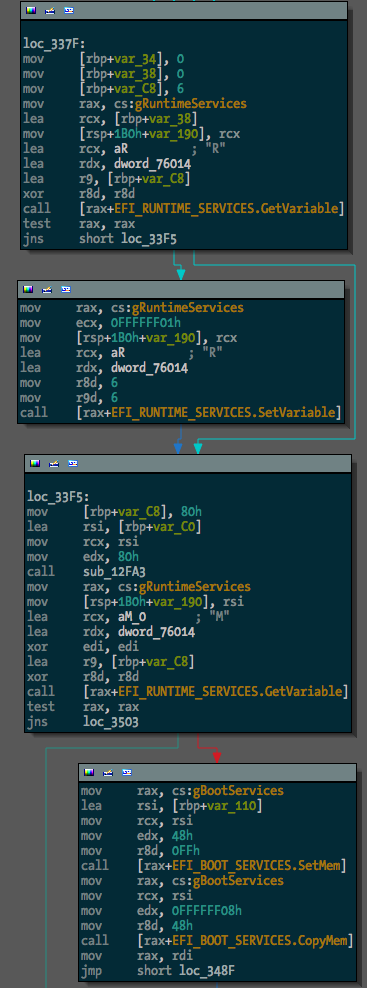 loc_337F:
mov [rbp+var_34], 0
mov [rbp+var_38], 0
mov [rbp+var_C8], 6
mov rax, cs:gRuntimeServices
lea rcx, [rbp+var_38]
mov [rsp+1B0h+var_190], rcx
lea rcx, aR ; "R"
lea rdx, dword_76014
lea r9, [rbp+var_C8]
xor r8d, r8d
call [rax+EFI_RUNTIME_SERVICES.GetVariable]
test rax, rax
jns short loc_33F5
mov rax, cs:gRuntimeServices
mov ecx, 0FFFFFF01h
mov [rsp+1B0h+var_190], rcx
lea rcx, aR ; "R"
lea rdx, dword_76014
mov r8d, 6
mov r9d, 6
call [rax+EFI_RUNTIME_SERVICES.SetVariable]
loc_33F5:
mov [rbp+var_C8], 80h
lea rsi, [rbp+var_C0]
mov rcx, rsi
mov edx, 80h
call sub_12FA3
mov rax, cs:gRuntimeServices
mov [rsp+1B0h+var_190], rsi
lea rcx, aM_0 ; "M"
lea rdx, dword_76014
xor edi, edi
lea r9, [rbp+var_C8]
xor r8d, r8d
call [rax+EFI_RUNTIME_SERVICES.GetVariable]
test rax, rax
jns loc_3503
mov rax, cs:gBootServices
lea rsi, [rbp+var_110]
mov rcx, rsi
mov edx, 48h
mov r8d, 0FFh
call [rax+EFI_BOOT_SERVICES.SetMem]
mov rax, cs:gBootServices
mov rcx, rsi
mov edx, 0FFFFFF08h
mov r8d, 48h
call [rax+EFI_BOOT_SERVICES.CopyMem]
mov rax, rdi
jmp short loc_348F